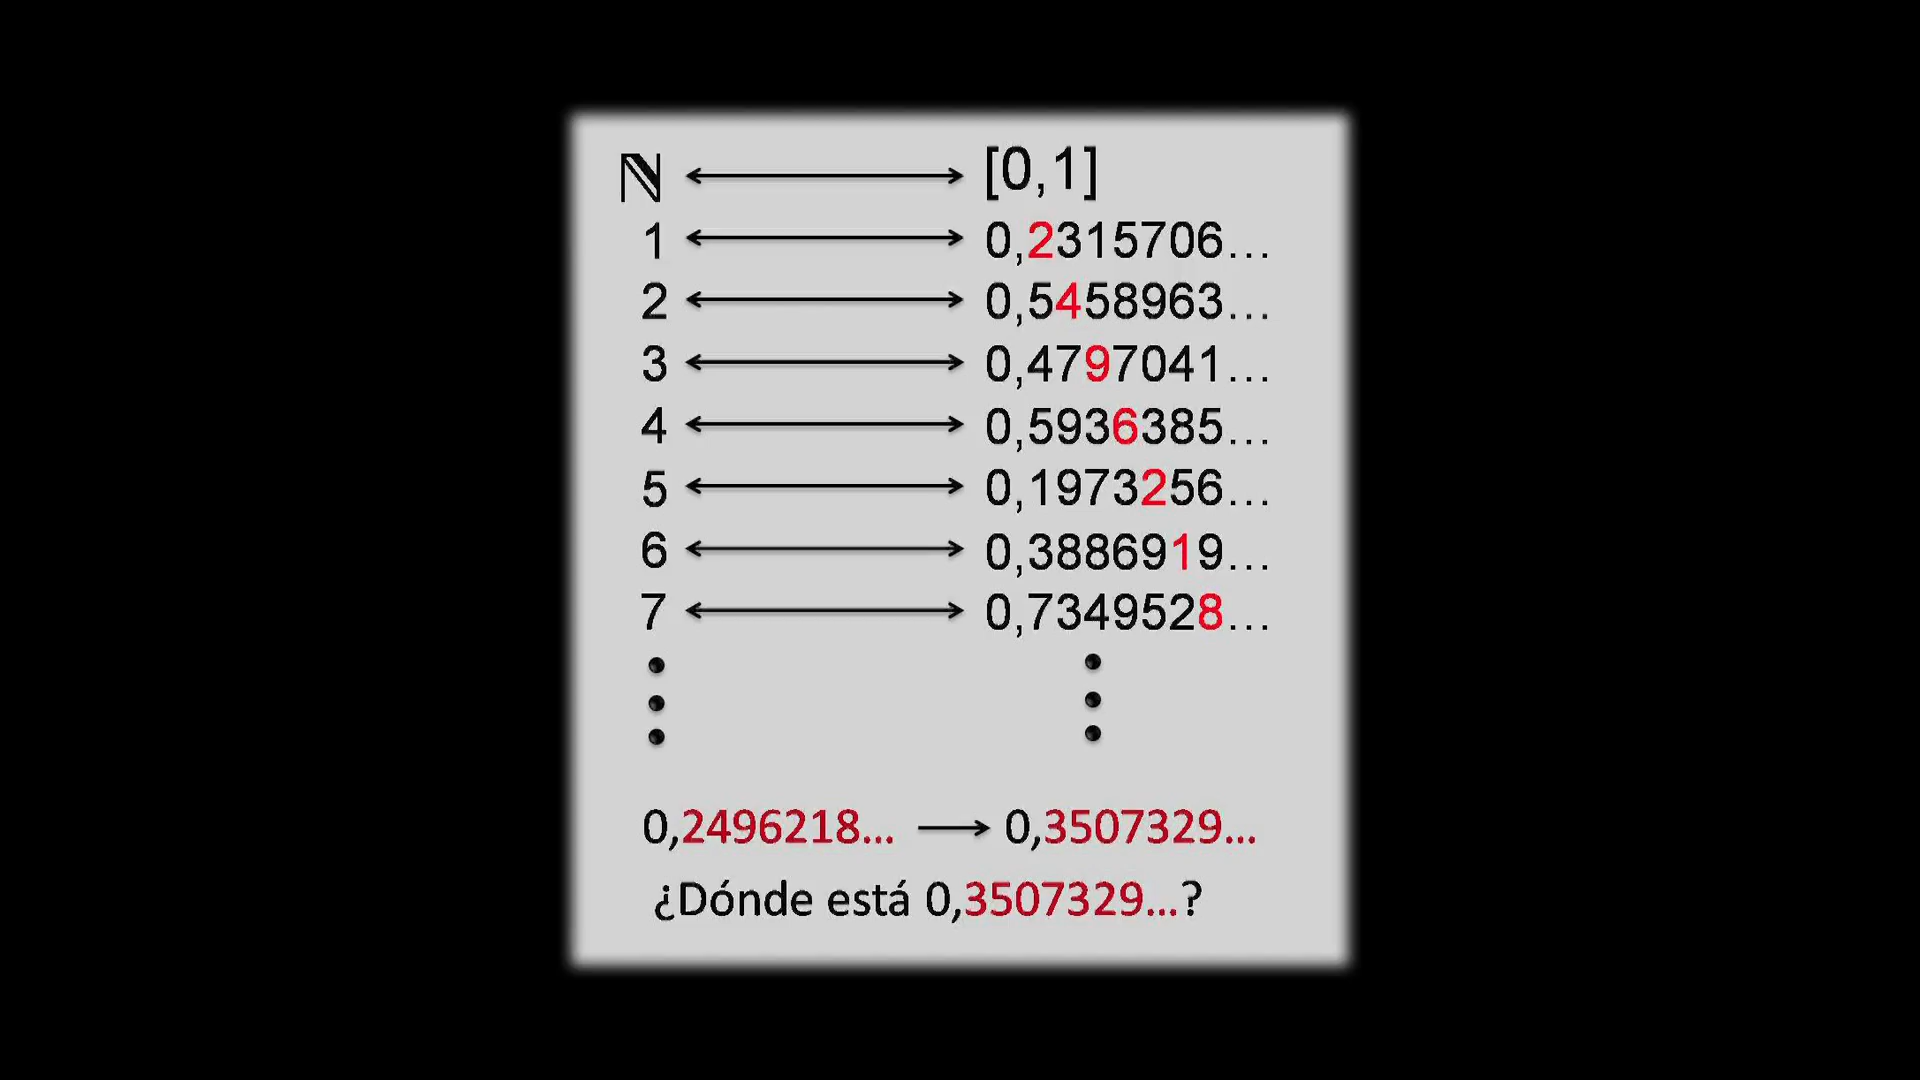 ℕ ⟷ [0,1]
1 ⟷ 0,2315706...
2 ⟷ 0,5458963...
3 ⟷ 0,4797041...
4 ⟷ 0,5936385...
5 ⟷ 0,1973256...
6 ⟷ 0,3886919...
7 ⟷ 0,7349528...
0,2496218... → 0,3507329...
¿Dónde está 0,3507329...?